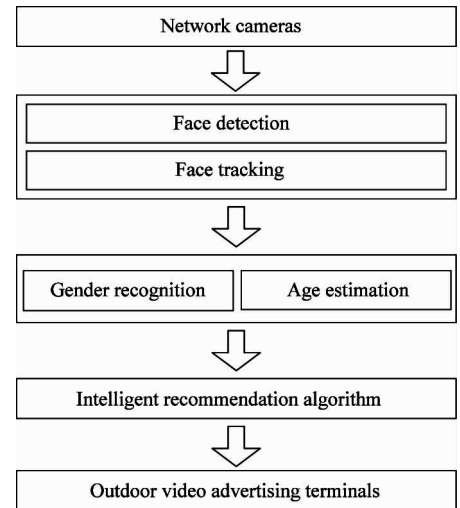 Network cameras
Face detection
Face tracking
Gender recognition
Age estimation
Intelligent recommendation algorithm
Outdoor video advertising terminals